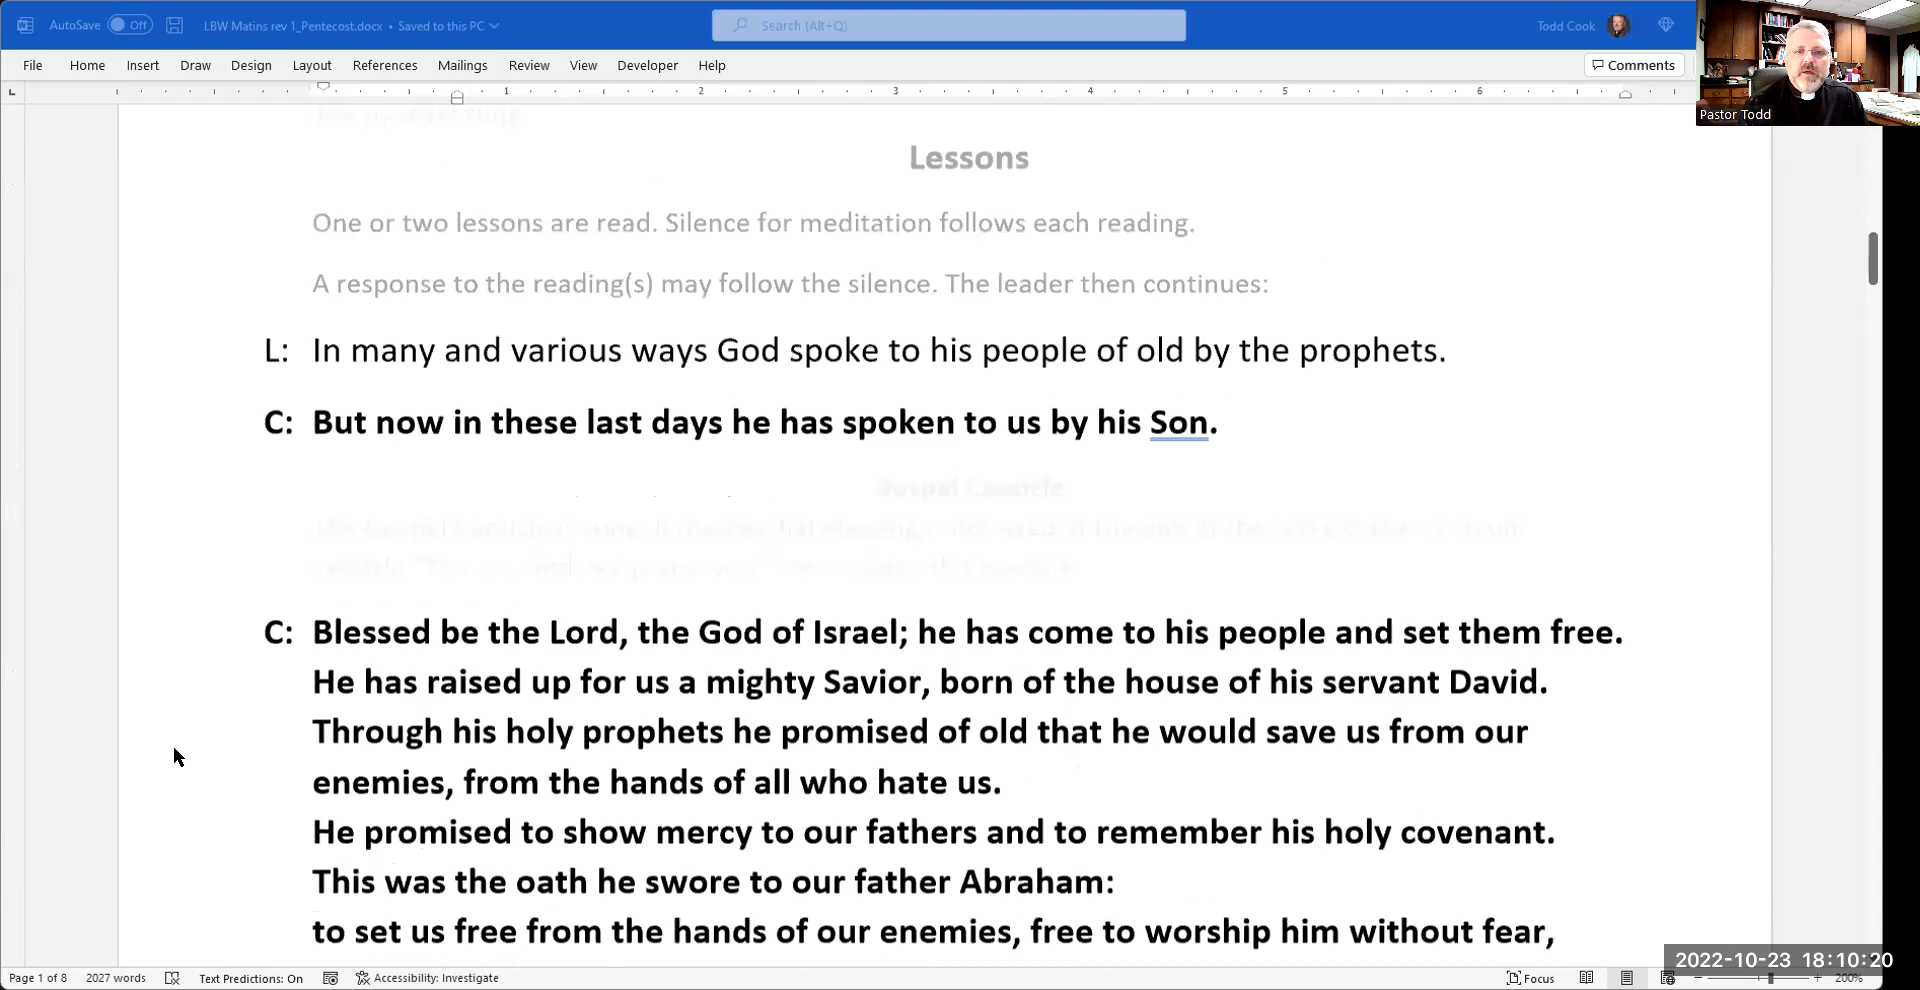 AutoSave Off LBW Matins rev 1_Pentecost.docx • Saved to this PC Search (Alt+Q) Todd Cook
File Home Insert Draw Design Layout References Mailings Review View Developer Help Comments
Pastor Todd
1 2 3 4 5 6
Lessons
One or two lessons are read. Silence for meditation follows each reading.
A response to the reading(s) may follow the silence. The leader then continues:
L: In many and various ways God spoke to his people of old by the prophets.
C: But now in these last days he has spoken to us by his Son.
Gospel Canticle
C: Blessed be the Lord, the God of Israel; he has come to his people and set them free.
He has raised up for us a mighty Savior, born of the house of his servant David.
Through his holy prophets he promised of old that he would save us from our
enemies, from the hands of all who hate us.
He promised to show mercy to our fathers and to remember his holy covenant.
This was the oath he swore to our father Abraham:
to set us free from the hands of our enemies, free to worship him without fear,
2022-10-23 18:10:20
Page 1 of 8 2027 words Text Predictions: On Accessibility: Investigate Focus 200%